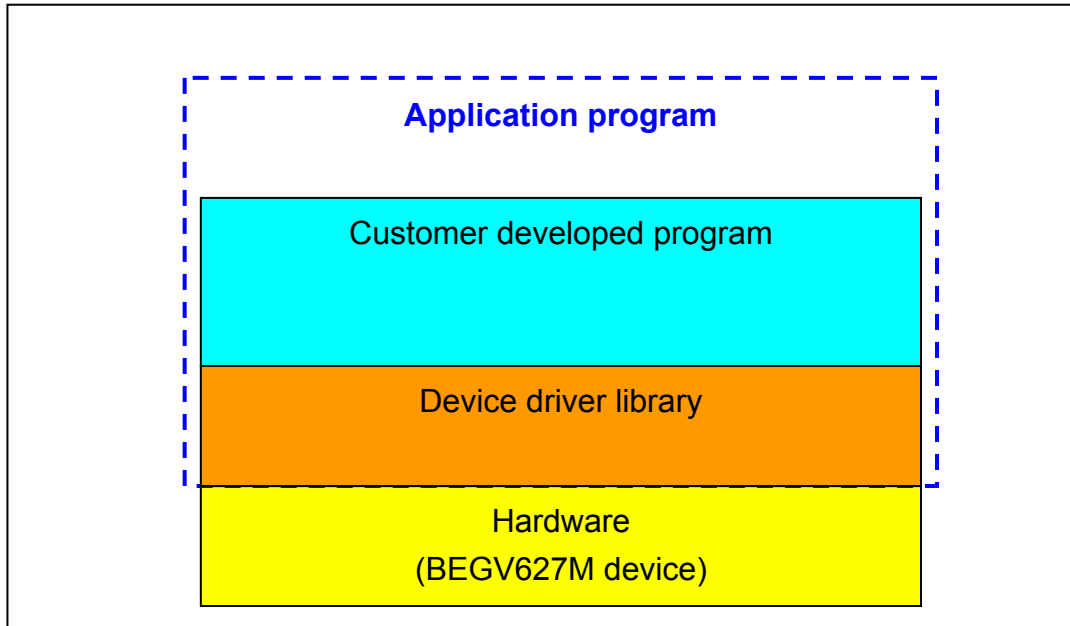 Application program
Customer developed program
Device driver library
Hardware
(BEGV627M device)